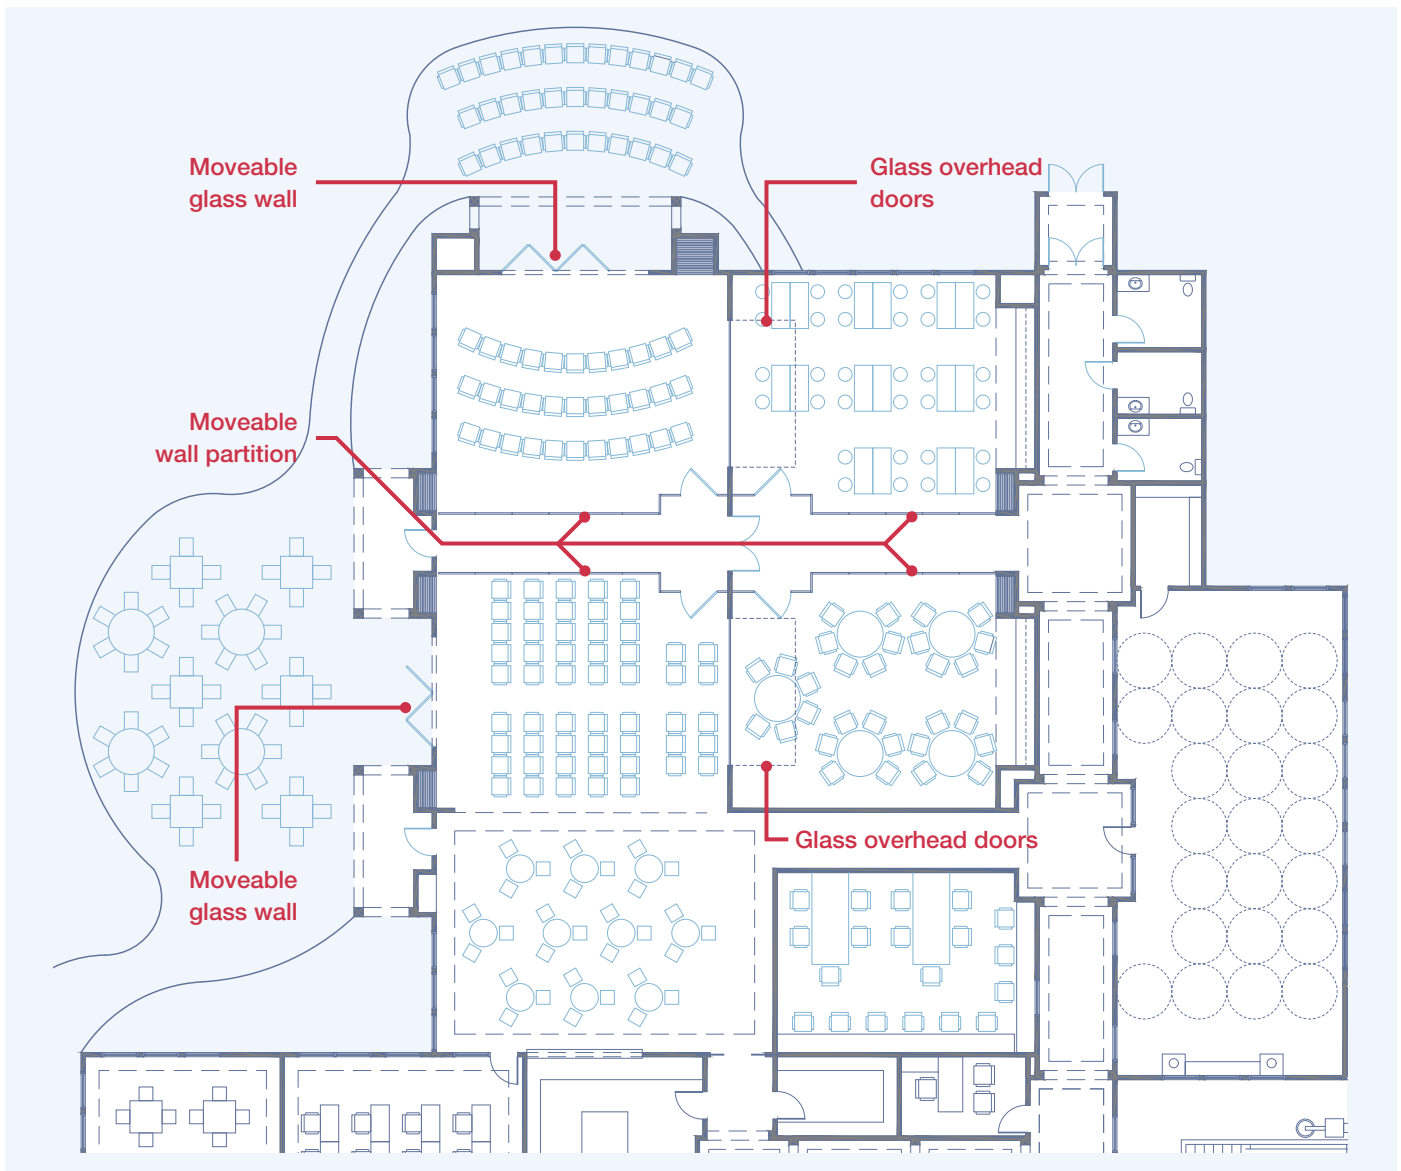 Moveable
glass wall
Glass overhead
doors
Moveable
wall partition
Glass overhead doors
Moveable
glass wall